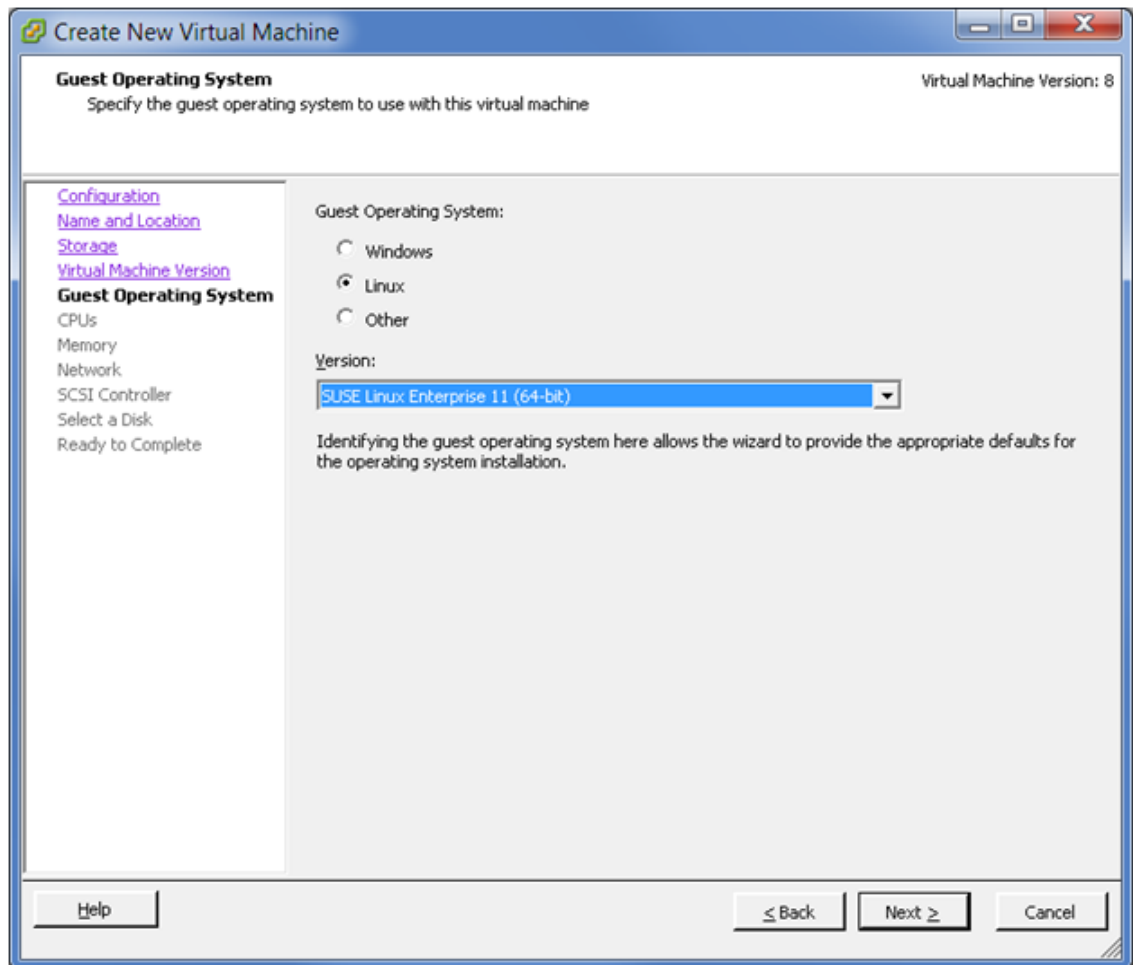 Create New Virtual Machine
Guest Operating System
Virtual Machine Version: 8
Specify the guest operating system to use with this virtual machine
Configuration
Name and Location
Storage
Virtual Machine Version
Guest Operating System
CPUs
Memory
Network
SCSI Controller
Select a Disk
Ready to Complete
Guest Operating System:
Windows
Linux
Other
Version:
SUSE Linux Enterprise 11 (64-bit)
Identifying the guest operating system here allows the wizard to provide the appropriate defaults for
the operating system installation.
Help
< Back
Next >
Cancel